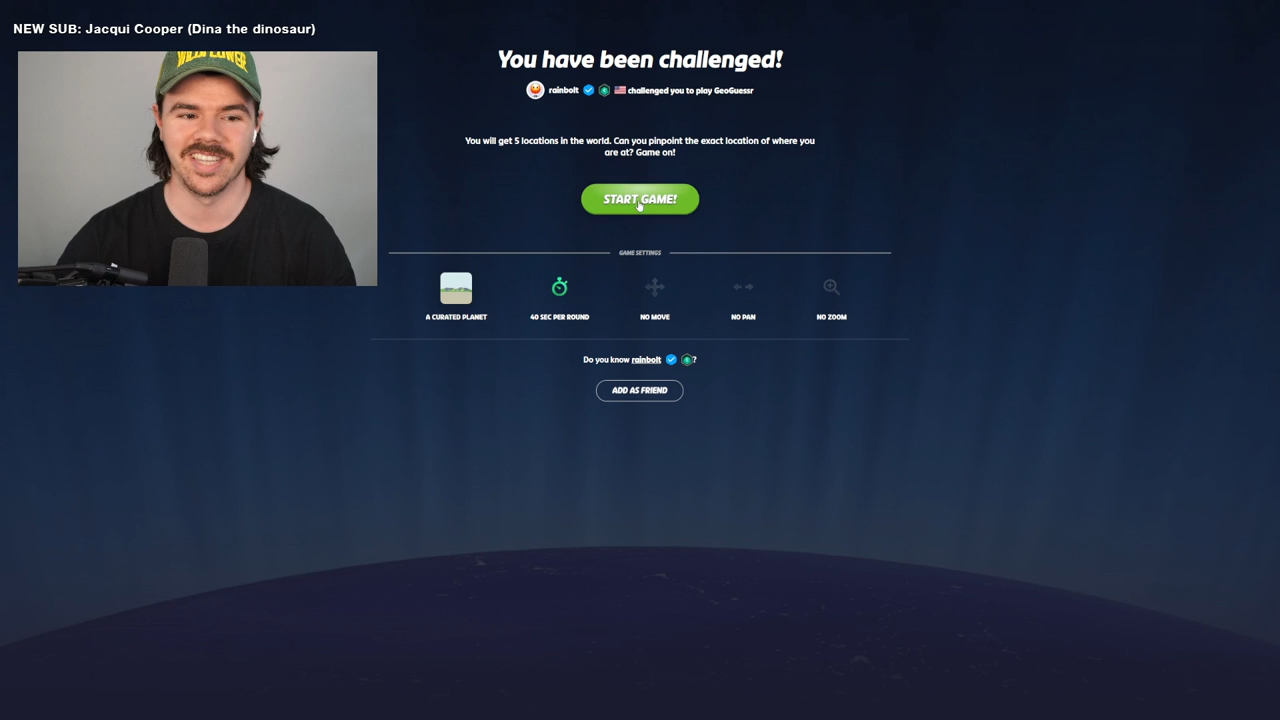 NEW SUB: Jacqui Cooper (Dina the dinosaur)
You have been challenged!
rainbolt challenged you to play GeoGuessr
You will get 5 locations in the world. Can you pinpoint the exact location of where you
are at? Game on!
START GAME!
GAME SETTINGS
A CURATED PLANET
40 SEC PER ROUND
NO MOVE
NO PAN
NO ZOOM
Do you know rainbolt ?
ADD AS FRIEND